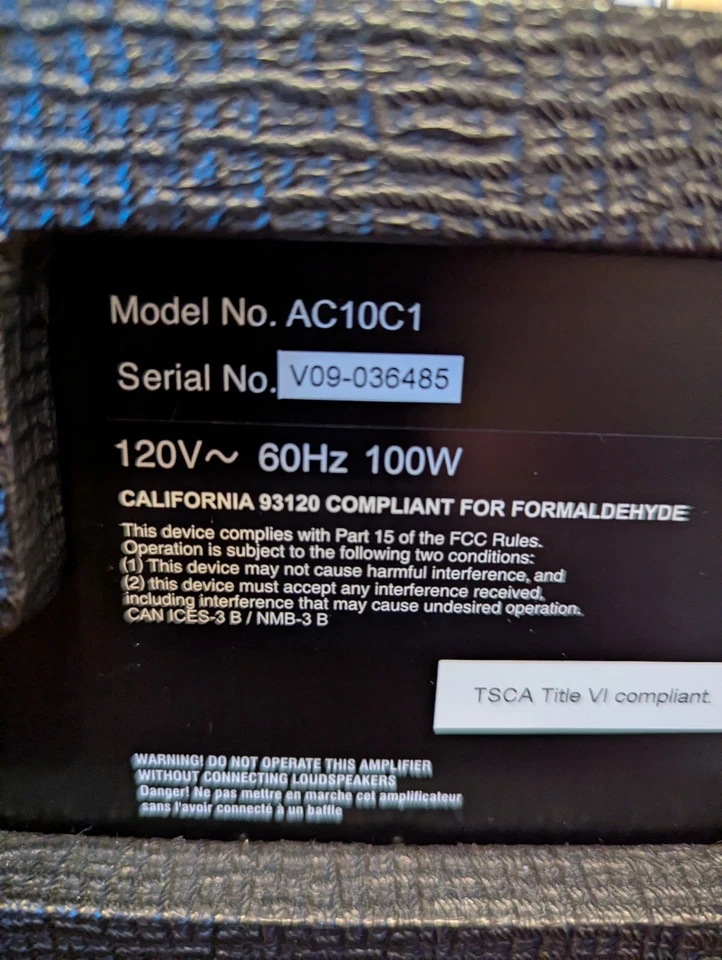 Model No. AC10C1
Serial No. V09-036485
120V~ 60Hz 100W
CALIFORNIA 93120 COMPLIANT FOR FORMALDEHYDE
This device complies with Part 15 of the FCC Rules.
Operation is subject to the following two conditions:
(1) This device may not cause harmful interference, and
(2) this device must accept any interference received,
including interference that may cause undesired operation.
CAN ICES-3 B / NMB-3 B
TSCA Title VI compliant.
WARNING! DO NOT OPERATE THIS AMPLIFIER
WITHOUT CONNECTING LOUDSPEAKERS
Danger! Ne pas mettre en marche cet amplificateur
sans l'avoir connecté à un baffle